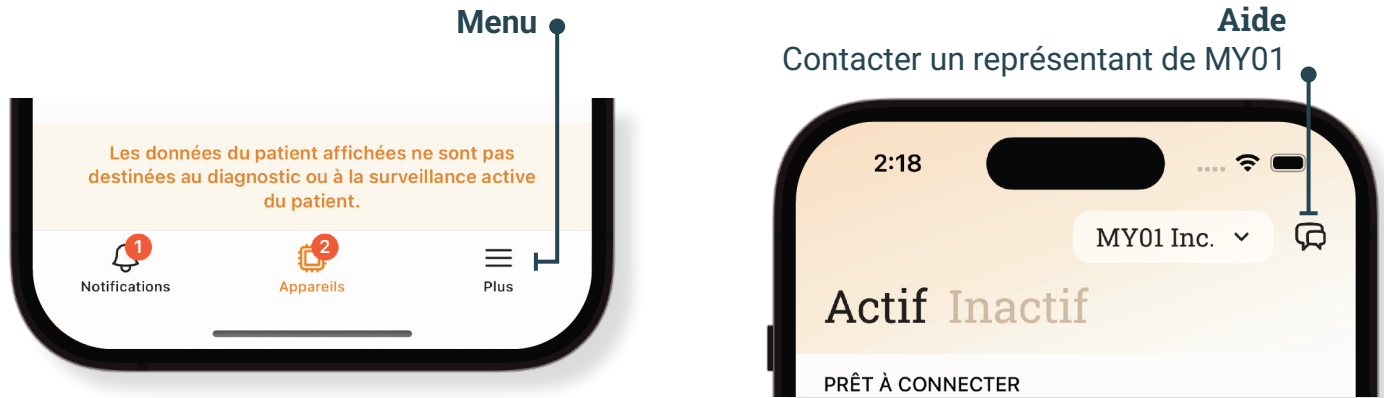 Menu
Les données du patient affichées ne sont pas
destinées au diagnostic ou à la surveillance active
du patient.
1
2
Notifications
Appareils
Plus
Aide
Contacter un représentant de MY01
2:18
MY01 Inc.
Actif Inactif
PRÊT À CONNECTER